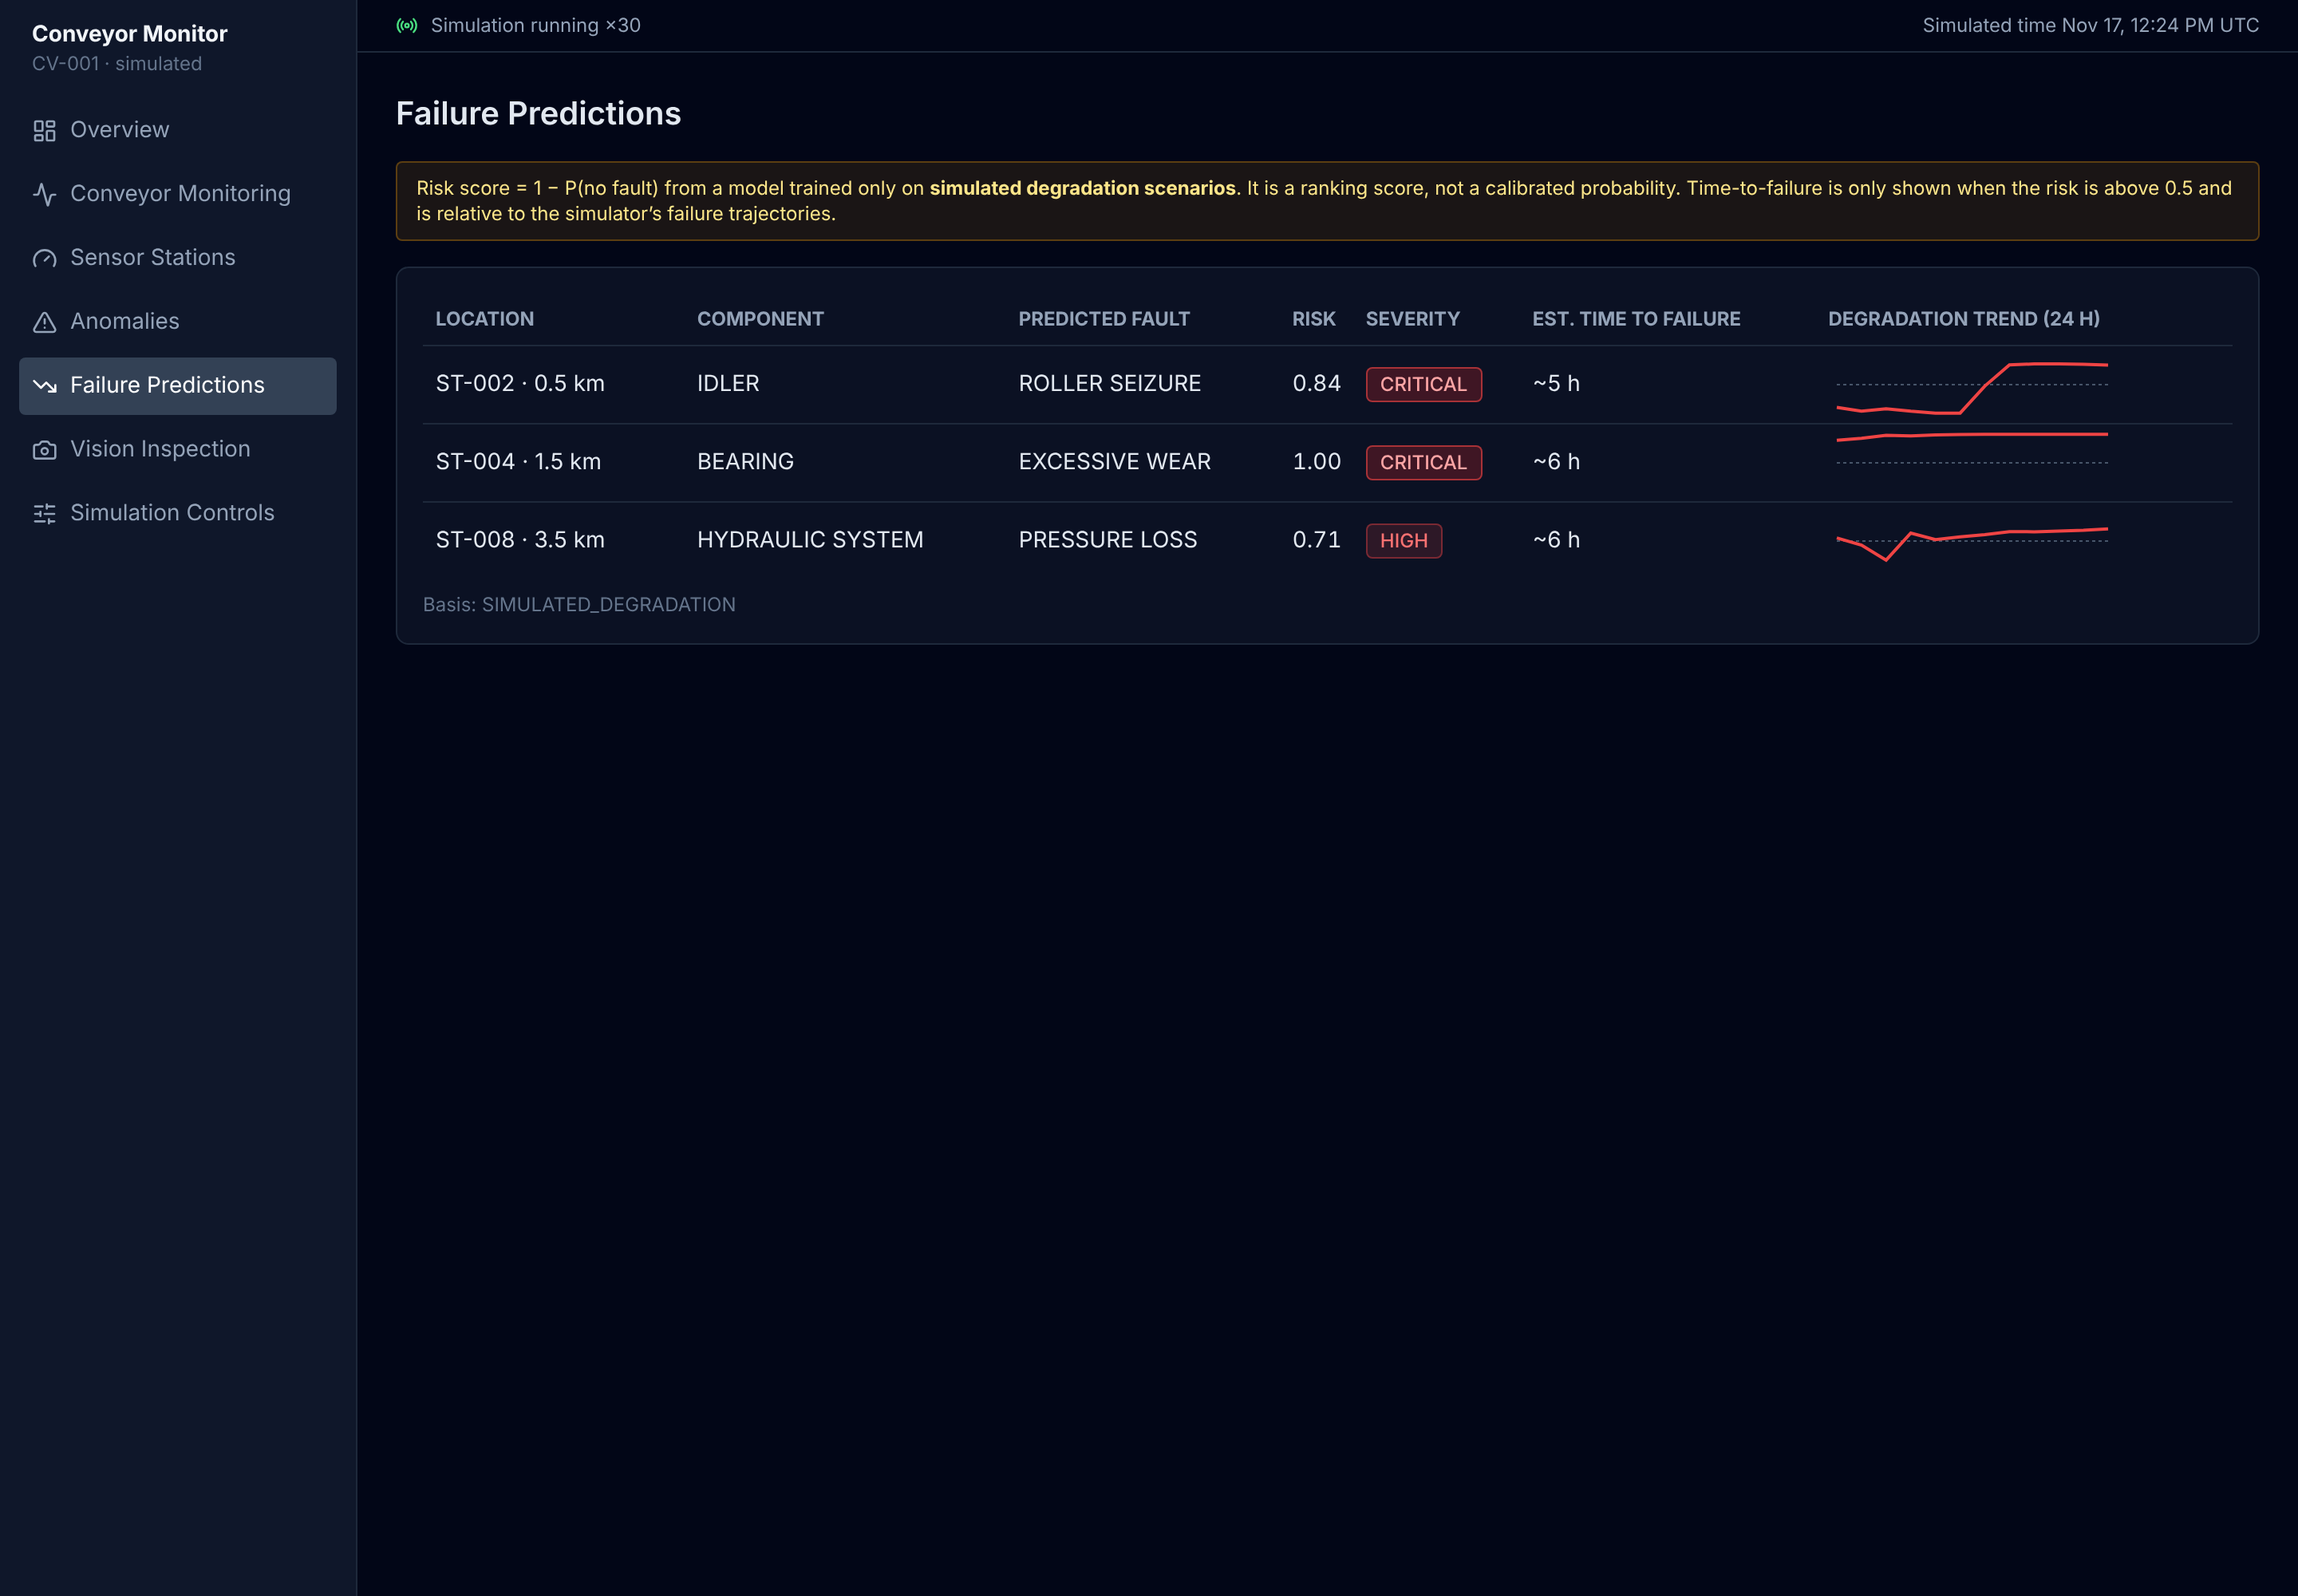 Conveyor Monitor
CV-001 · simulated
Overview
Conveyor Monitoring
Sensor Stations
Anomalies
Failure Predictions
Vision Inspection
Simulation Controls
Simulation running ×30
Simulated time Nov 17, 12:24 PM UTC
Failure Predictions
Risk score = 1 − P(no fault) from a model trained only on simulated degradation scenarios. It is a ranking score, not a calibrated probability. Time-to-failure is only shown when the risk is above 0.5 and
is relative to the simulator’s failure trajectories.
LOCATION COMPONENT PREDICTED FAULT RISK SEVERITY EST. TIME TO FAILURE DEGRADATION TREND (24 H)
ST-002 · 0.5 km IDLER ROLLER SEIZURE 0.84 CRITICAL ~5 h
ST-004 · 1.5 km BEARING EXCESSIVE WEAR 1.00 CRITICAL ~6 h
ST-008 · 3.5 km HYDRAULIC SYSTEM PRESSURE LOSS 0.71 HIGH ~6 h
Basis: SIMULATED_DEGRADATION